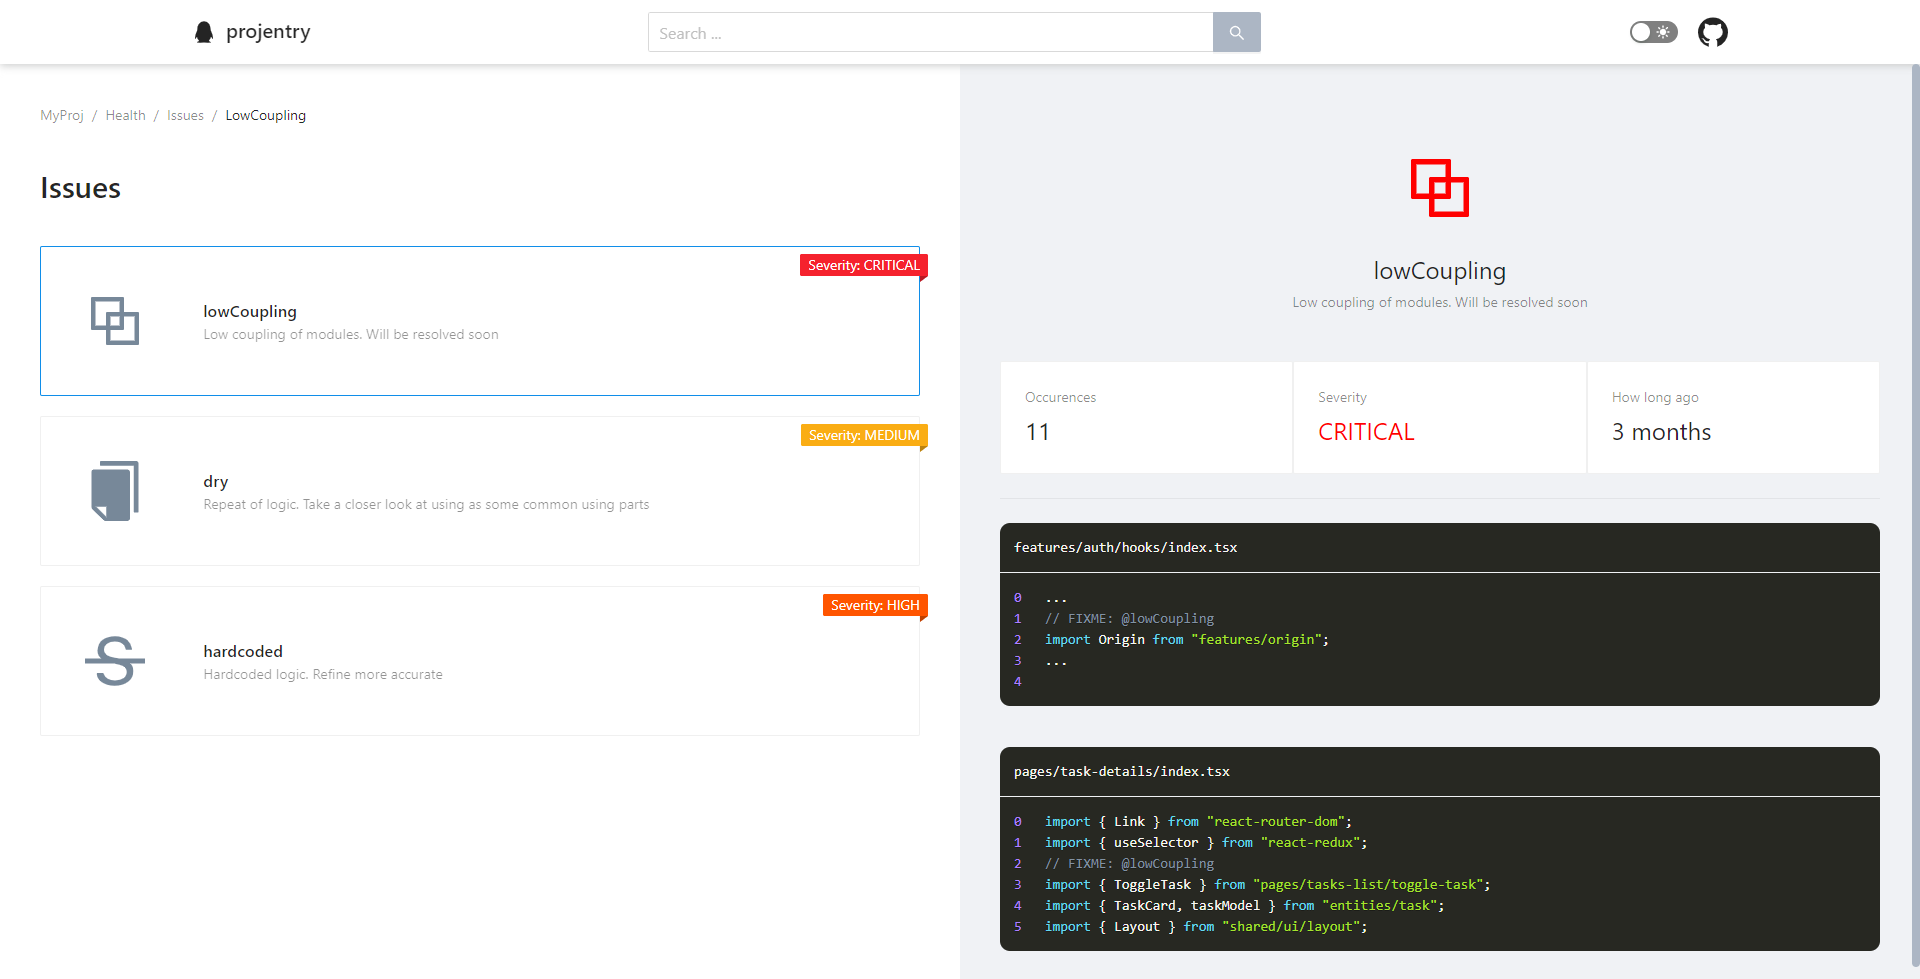 projentry
Search ...
MyProj / Health / Issues / LowCoupling
Issues
Severity: CRITICAL
lowCoupling
Low coupling of modules. Will be resolved soon
Severity: MEDIUM
dry
Repeat of logic. Take a closer look at using as some common using parts
Severity: HIGH
hardcoded
Hardcoded logic. Refine more accurate
lowCoupling
Low coupling of modules. Will be resolved soon
Occurences
11
Severity
CRITICAL
How long ago
3 months
features/auth/hooks/index.tsx
0 ...
1 // FIXME: @lowCoupling
2 import Origin from "features/origin";
3 ...
4
pages/task-details/index.tsx
0 import { Link } from "react-router-dom";
1 import { useSelector } from "react-redux";
2 // FIXME: @lowCoupling
3 import { ToggleTask } from "pages/tasks-list/toggle-task";
4 import { TaskCard, taskModel } from "entities/task";
5 import { Layout } from "shared/ui/layout";